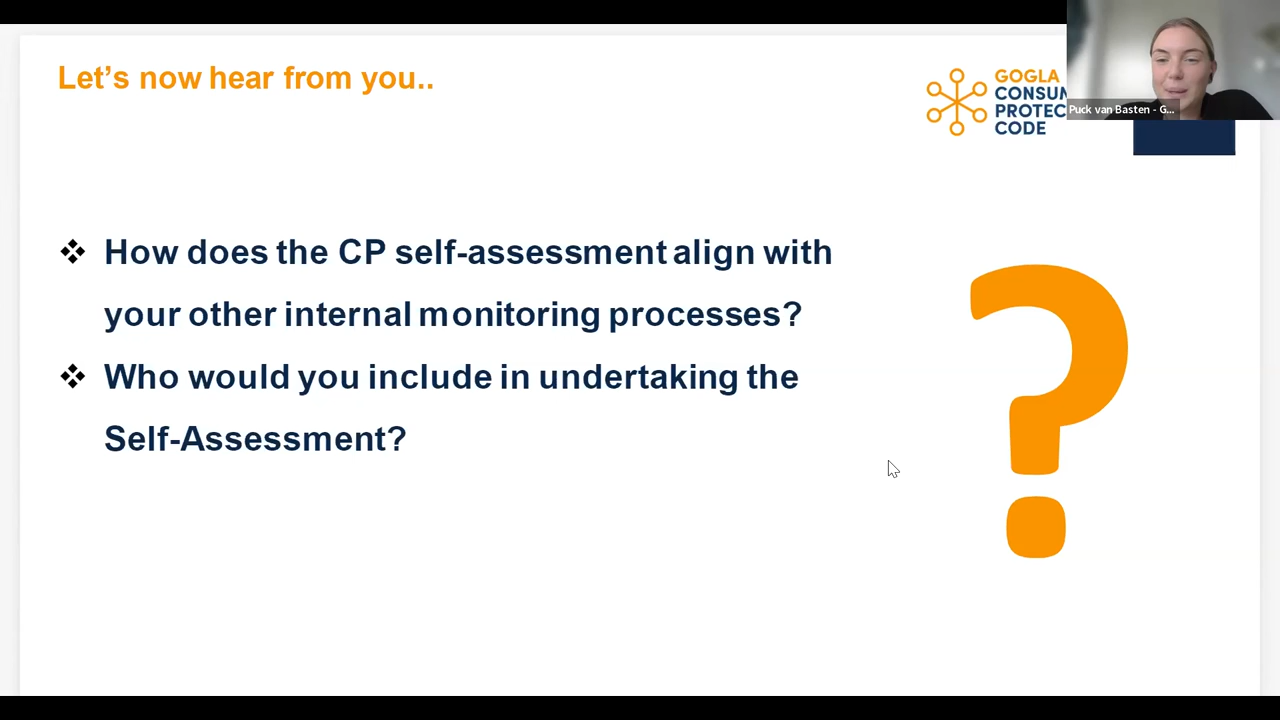 Let’s now hear from you..
GOGLA
CONSUM
PROTEC
CODE
Puck van Basten - G...
❖ How does the CP self-assessment align with
your other internal monitoring processes?
❖ Who would you include in undertaking the
Self-Assessment?
?